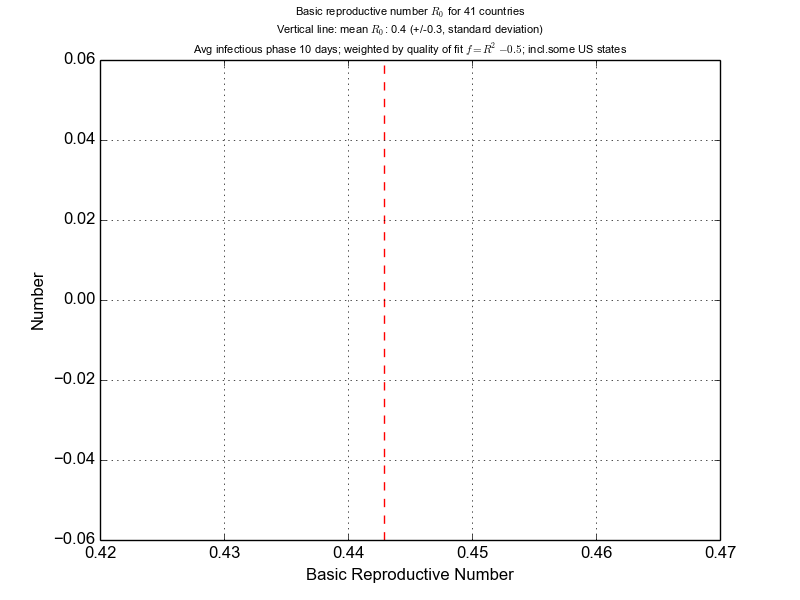 Basic reproductive number R₀ for 41 countries
Vertical line: mean R₀: 0.4 (+/-0.3, standard deviation)
Avg infectious phase 10 days; weighted by quality of fit f=R² −0.5; incl.some US states
0.06
0.04
0.02
0.00
−0.02
−0.04
−0.06
Number
0.42 0.43 0.44 0.45 0.46 0.47
Basic Reproductive Number